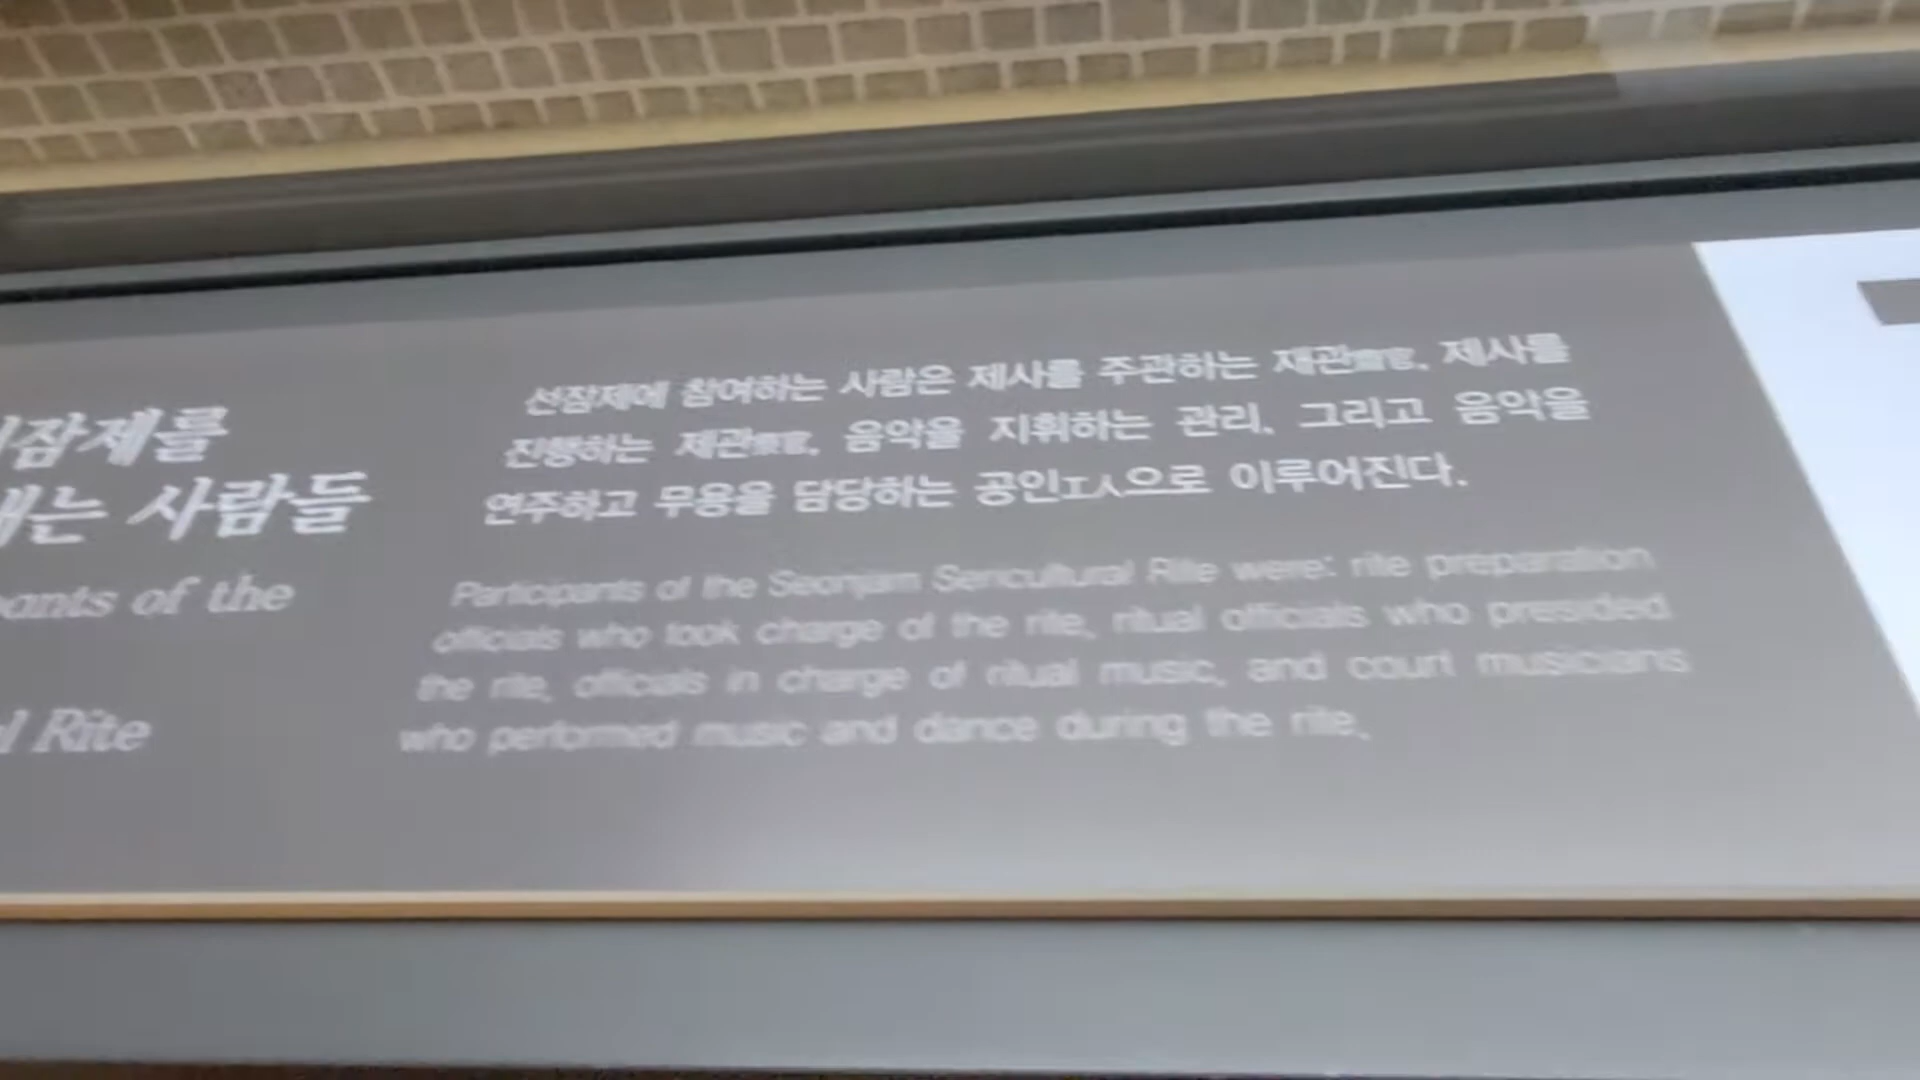 잠제를
는 사람들
ants of the
l Rite
선잠제에 참여하는 사람은 제사를 주관하는 재관, 제사를
진행하는 제관, 음악을 지휘하는 관리, 그리고 음악을
연주하고 무용을 담당하는 공인工人으로 이루어진다.
Participants of the Seonjam Sericultural Rite were: rite preparation
officials who took charge of the rite, ritual officials who presided
the rite, officials in charge of ritual music, and court musicians
who performed music and dance during the rite.